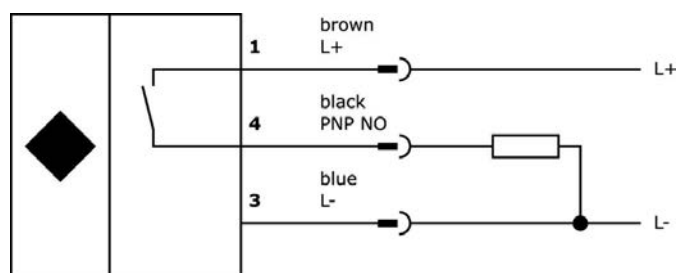 brown
1 L+
L+
black
4 PNP NO
blue
3 L-
L-